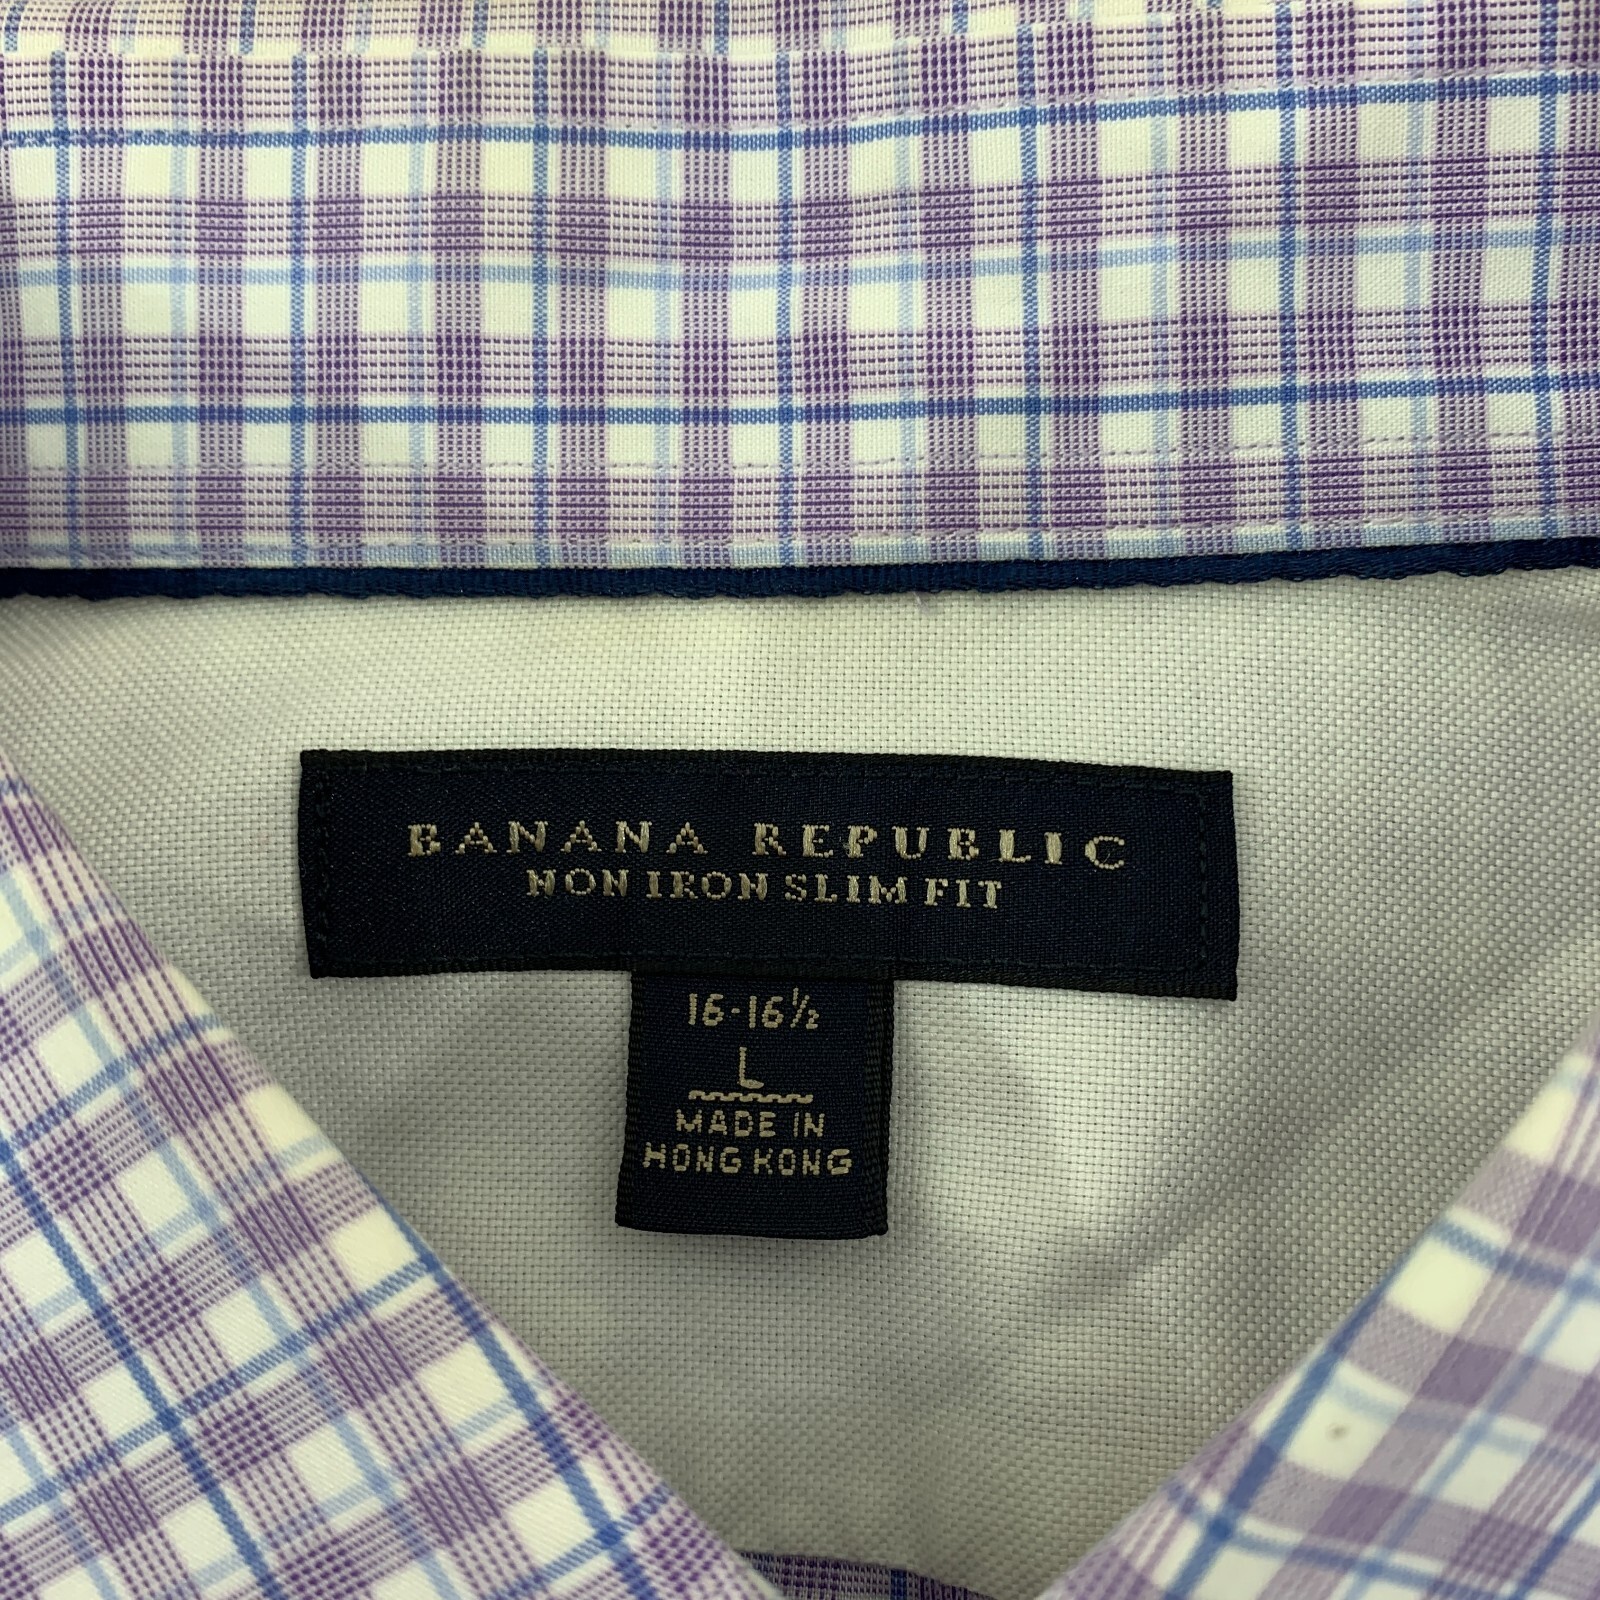 BANANA REPUBLIC
NON IRON SLIM FIT
16-16½
L
MADE IN
HONG KONG